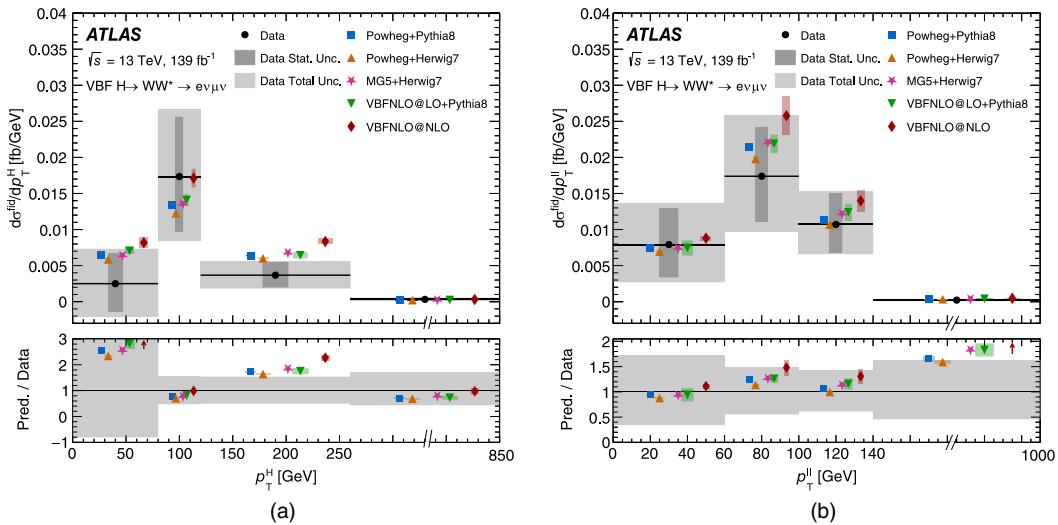 ATLAS
√s = 13 TeV, 139 fb⁻¹
VBF H→ WW* → eνμν
Data
Data Stat. Unc.
Data Total Unc.
Powheg+Pythia8
Powheg+Herwig7
MG5+Herwig7
VBFNLO@LO+Pythia8
VBFNLO@NLO
dσ^fid/dp_T^H [fb/GeV]
0.04
0.035
0.03
0.025
0.02
0.015
0.01
0.005
0
Pred. / Data
3
2
1
0
−1
0 50 100 150 200 250 850
p_T^H [GeV]
(a)
ATLAS
√s = 13 TeV, 139 fb⁻¹
VBF H→ WW* → eνμν
Data
Data Stat. Unc.
Data Total Unc.
Powheg+Pythia8
Powheg+Herwig7
MG5+Herwig7
VBFNLO@LO+Pythia8
VBFNLO@NLO
dσ^fid/dp_T^ll [fb/GeV]
0.04
0.035
0.03
0.025
0.02
0.015
0.01
0.005
0
Pred. / Data
2
1.5
1
0.5
0
0 20 40 60 80 100 120 140 1000
p_T^ll [GeV]
(b)